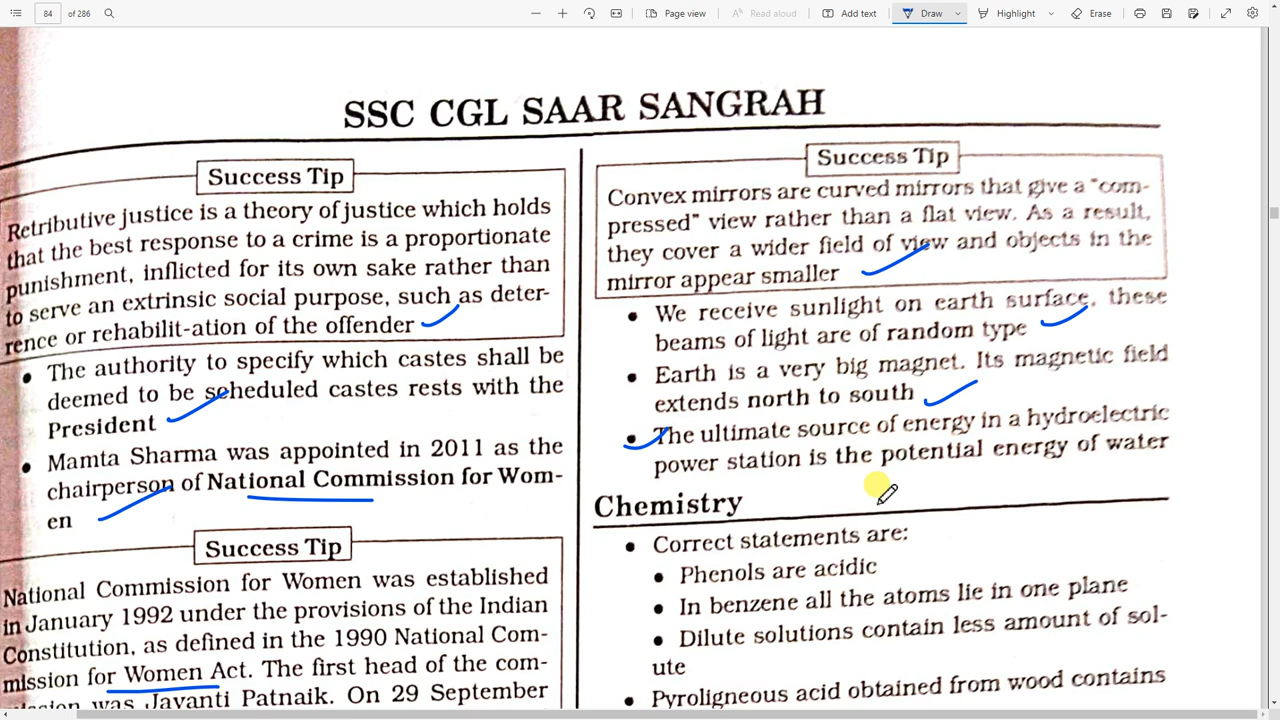 84 of 286
Page view
Read aloud
Add text
Draw
Highlight
Erase
SSC CGL SAAR SANGRAH
Success Tip
Retributive justice is a theory of justice which holds
that the best response to a crime is a proportionate
punishment, inflicted for its own sake rather than
to serve an extrinsic social purpose, such as deter-
rence or rehabilit-ation of the offender
• The authority to specify which castes shall be
deemed to be scheduled castes rests with the
President
• Mamta Sharma was appointed in 2011 as the
chairperson of National Commission for Wom-
en
Success Tip
National Commission for Women was established
in January 1992 under the provisions of the Indian
Constitution, as defined in the 1990 National Com-
mission for Women Act. The first head of the com-
mission was Jayanti Patnaik. On 29 September
Success Tip
Convex mirrors are curved mirrors that give a "com-
pressed" view rather than a flat view. As a result,
they cover a wider field of view and objects in the
mirror appear smaller
• We receive sunlight on earth surface, these
beams of light are of random type
• Earth is a very big magnet. Its magnetic field
extends north to south
• The ultimate source of energy in a hydroelectric
power station is the potential energy of water
Chemistry
• Correct statements are:
• Phenols are acidic
• In benzene all the atoms lie in one plane
• Dilute solutions contain less amount of sol-
ute
• Pyroligneous acid obtained from wood contains